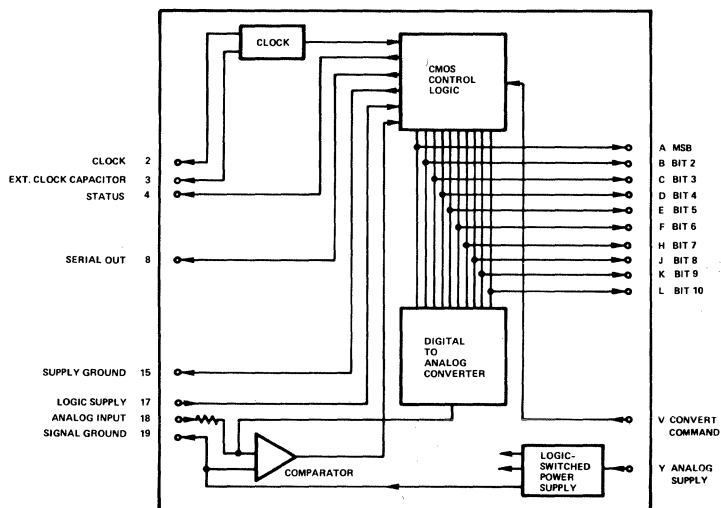 CLOCK
CMOS
CONTROL
LOGIC
CLOCK 2
EXT. CLOCK CAPACITOR 3
STATUS 4
SERIAL OUT 8
SUPPLY GROUND 15
LOGIC SUPPLY 17
ANALOG INPUT 18
SIGNAL GROUND 19
A MSB
B BIT 2
C BIT 3
D BIT 4
E BIT 5
F BIT 6
H BIT 7
J BIT 8
K BIT 9
L BIT 10
DIGITAL
TO
ANALOG
CONVERTER
V CONVERT
COMMAND
COMPARATOR
LOGIC-
SWITCHED
POWER
SUPPLY
Y ANALOG
SUPPLY